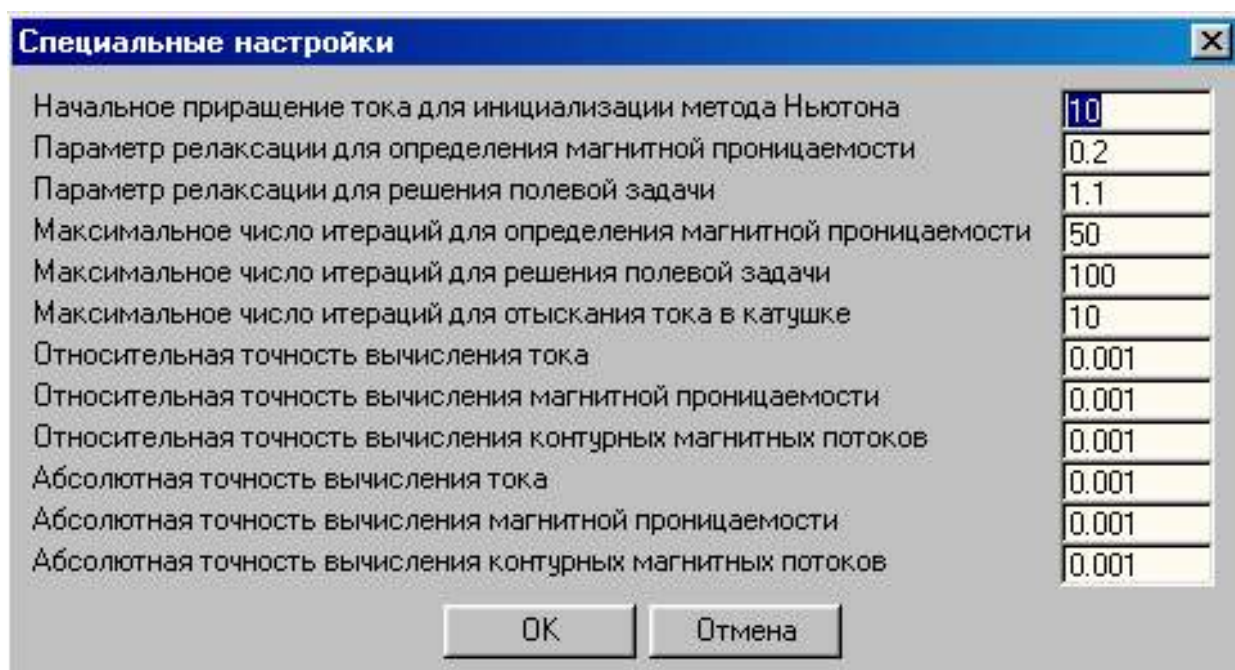 Специальные настройки
Начальное приращение тока для инициализации метода Ньютона 10
Параметр релаксации для определения магнитной проницаемости 0.2
Параметр релаксации для решения полевой задачи 1.1
Максимальное число итераций для определения магнитной проницаемости 50
Максимальное число итераций для решения полевой задачи 100
Максимальное число итераций для отыскания тока в катушке 10
Относительная точность вычисления тока 0.001
Относительная точность вычисления магнитной проницаемости 0.001
Относительная точность вычисления контурных магнитных потоков 0.001
Абсолютная точность вычисления тока 0.001
Абсолютная точность вычисления магнитной проницаемости 0.001
Абсолютная точность вычисления контурных магнитных потоков 0.001
OK Отмена